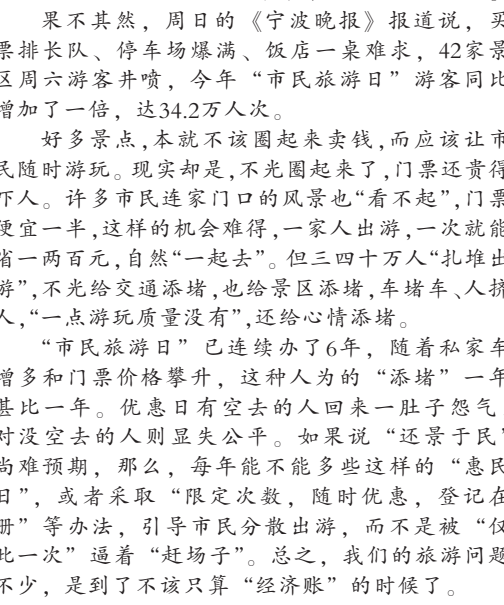 果不其然，周日的《宁波晚报》报道说，买
票排长队、停车场爆满、饭店一桌难求，42家景
区周六游客井喷，今年“市民旅游日”游客同比
增加了一倍，达34.2万人次。
好多景点，本就不该圈起来卖钱，而应该让市
民随时游玩。现实却是，不光圈起来了，门票还贵得
吓人。许多市民连家门口的风景也“看不起”，门票
便宜一半，这样的机会难得，一家人出游，一次就能
省一两百元，自然“一起去”。但三四十万人“扎堆出
游”，不光给交通添堵，也给景区添堵，车堵车、人挤
人，“一点游玩质量没有”，还给心情添堵。
“市民旅游日”已连续办了6年，随着私家车
增多和门票价格攀升，这种人为的“添堵”一年
甚比一年。优惠日有空去的人回来一肚子怨气，
对没空去的人则显失公平。如果说“还景于民”
尚难预期，那么，每年能不能多些这样的“惠民
日”，或者采取“限定次数，随时优惠，登记在
册”等办法，引导市民分散出游，而不是被“仅
此一次”逼着“赶场子”。总之，我们的旅游问题
不少，是到了不该只算“经济账”的时候了。